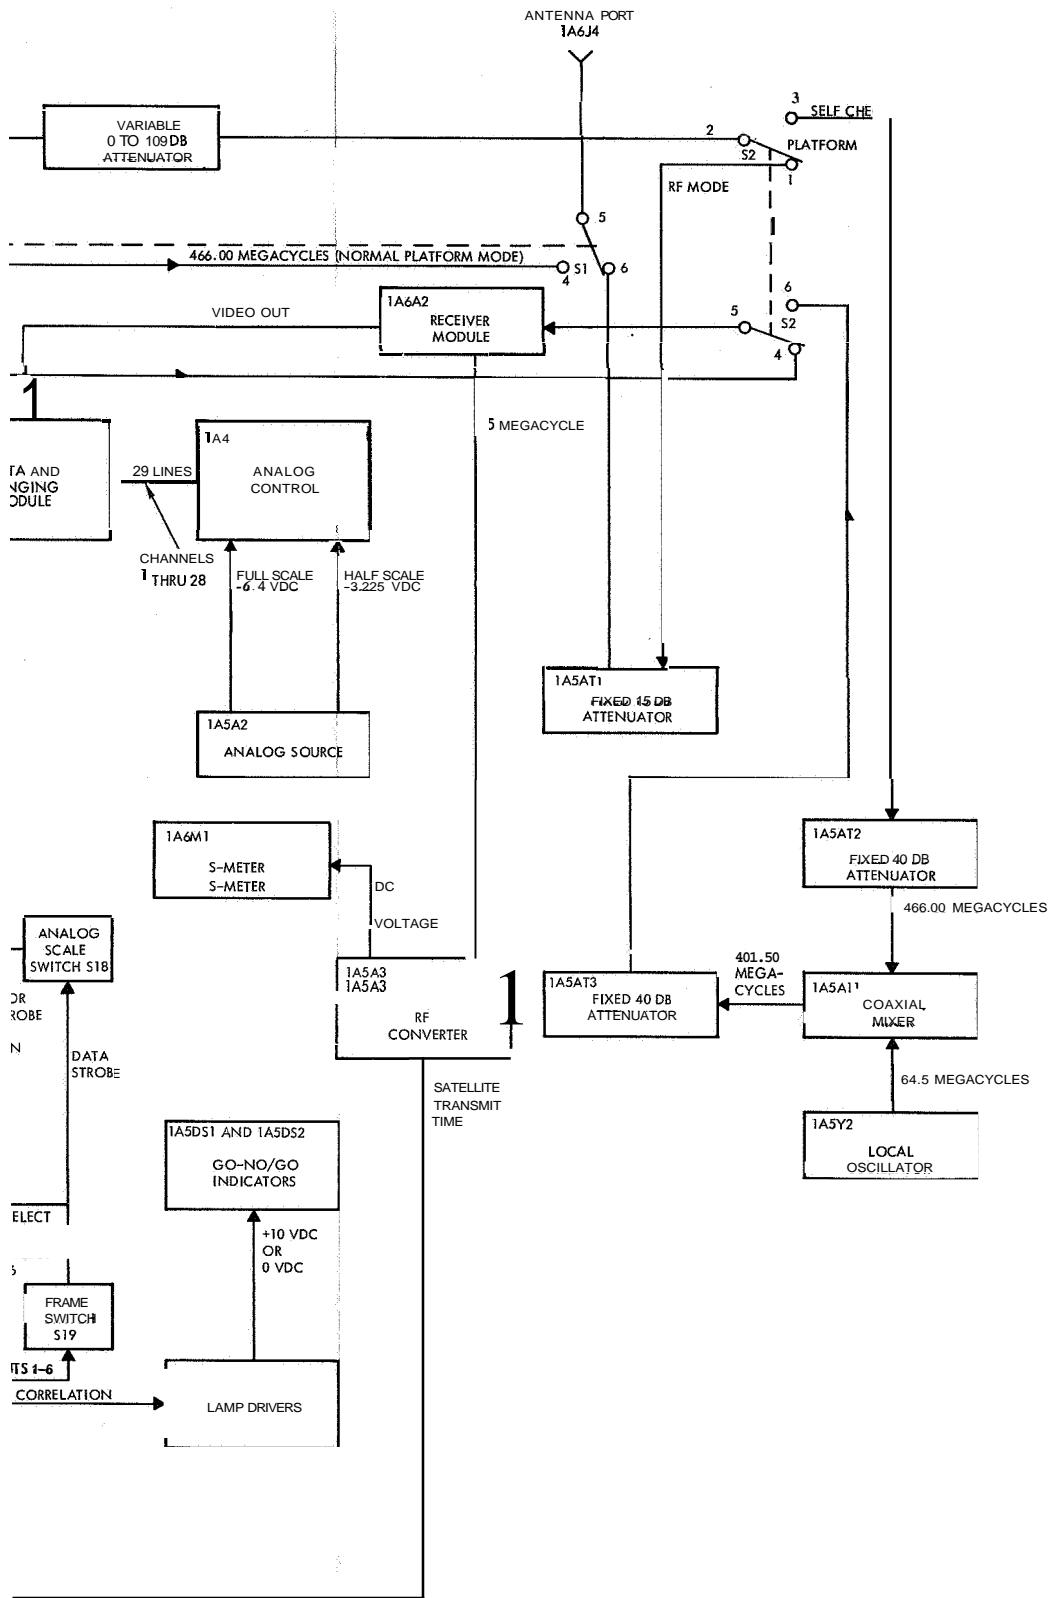 ANTENNA PORT
1A6J4
3
SELF CHE
VARIABLE
0 TO 109 DB
ATTENUATOR
2
S2
PLATFORM
1
RF MODE
5
466.00 MEGACYCLES (NORMAL PLATFORM MODE)
4
S1
6
1A6A2
RECEIVER
MODULE
VIDEO OUT
5
6
S2
4
1
5 MEGACYCLE
TA AND
NGING
ODULE
29 LINES
1A4
ANALOG
CONTROL
CHANNELS
1 THRU 28
FULL SCALE
-6.4 VDC
HALF SCALE
-3.225 VDC
1A5AT1
FIXED 15 DB
ATTENUATOR
1A5A2
ANALOG SOURCE
1A6M1
S-METER
S-METER
DC
VOLTAGE
1A5AT2
FIXED 40 DB
ATTENUATOR
466.00 MEGACYCLES
ANALOG
SCALE
SWITCH S18
OR
ROBE
N
DATA
STROBE
1A5A3
1A5A3
RF
CONVERTER
1
1A5AT3
FIXED 40 DB
ATTENUATOR
401.50
MEGA-
CYCLES
1A5A11
COAXIAL
MIXER
64.5 MEGACYCLES
SATELLITE
TRANSMIT
TIME
1A5Y2
LOCAL
OSCILLATOR
1A5DS1 AND 1A5DS2
GO-NO/GO
INDICATORS
ELECT
+10 VDC
OR
0 VDC
FRAME
SWITCH
S19
ITS 1-6
CORRELATION
LAMP DRIVERS